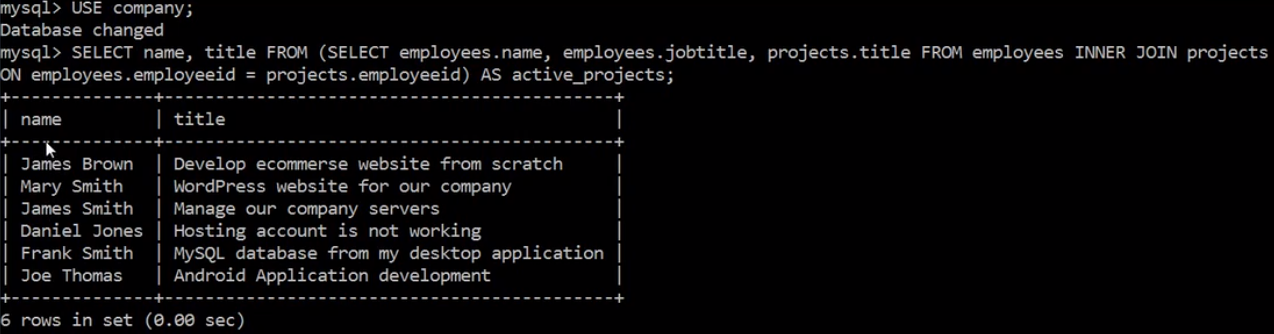 mysql> USE company;
Database changed
mysql> SELECT name, title FROM (SELECT employees.name, employees.jobtitle, projects.title FROM employees INNER JOIN projects
ON employees.employeeid = projects.employeeid) AS active_projects;
+--------------+--------------------------------------------+
| name         | title                                      |
+--------------+--------------------------------------------+
| James Brown  | Develop ecommerse website from scratch     |
| Mary Smith   | WordPress website for our company          |
| James Smith  | Manage our company servers                 |
| Daniel Jones | Hosting account is not working             |
| Frank Smith  | MySQL database from my desktop application |
| Joe Thomas   | Android Application development            |
+--------------+--------------------------------------------+
6 rows in set (0.00 sec)